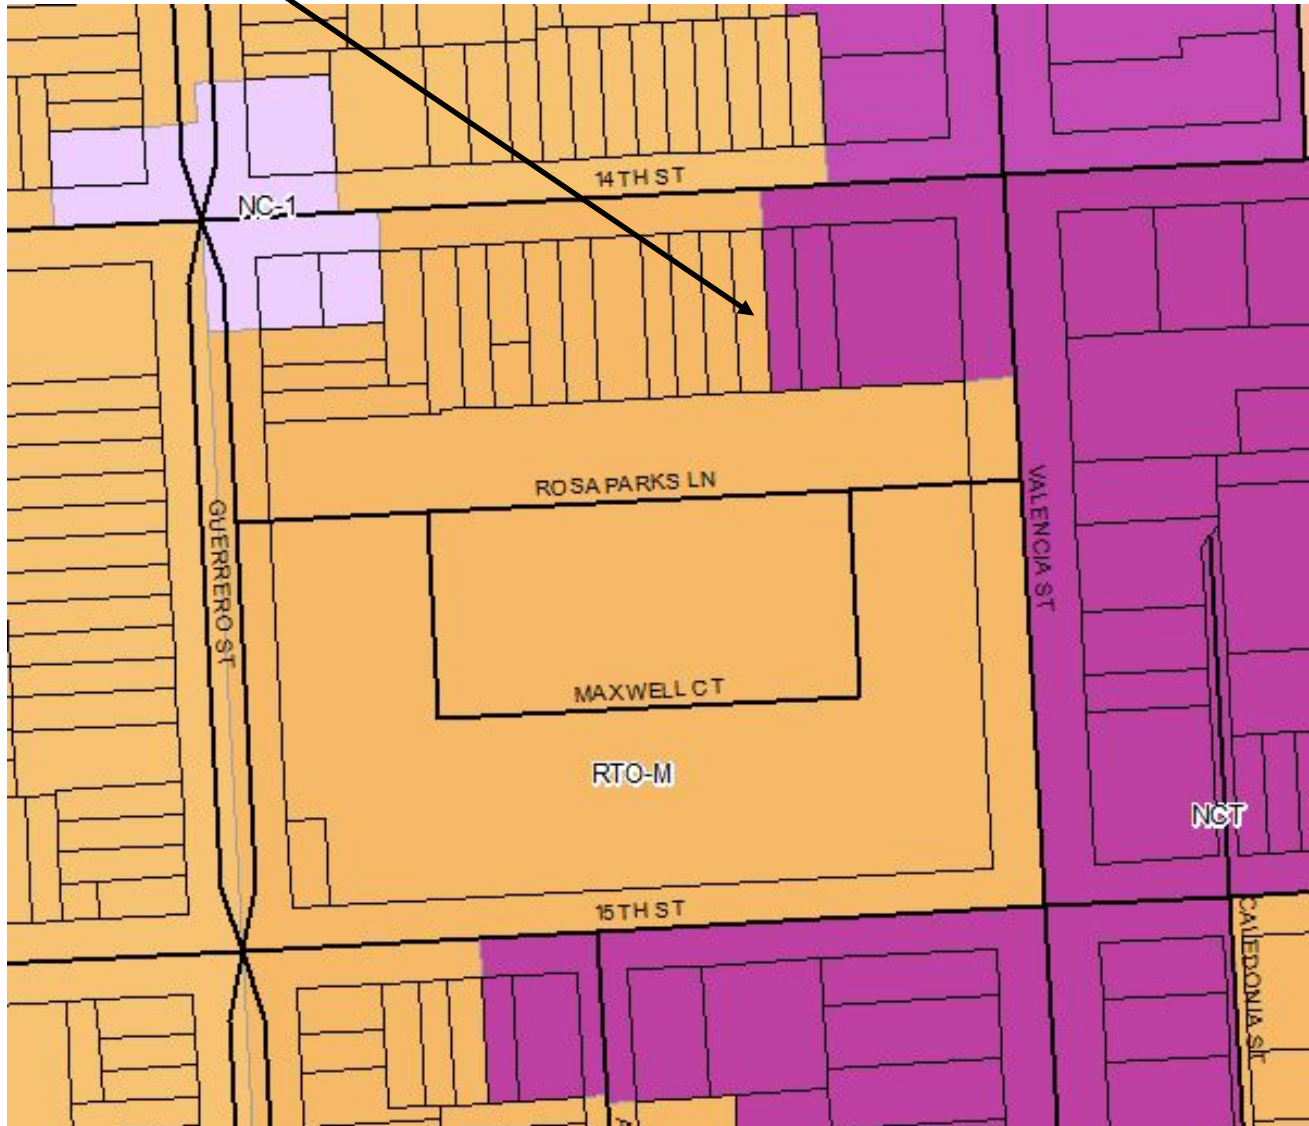 14TH ST
NC-1
ROSA PARKS LN
GUERRERO ST
VALENCIA ST
MAXWELL CT
RTO-M
NCT
15TH ST
CALEDONIA ST